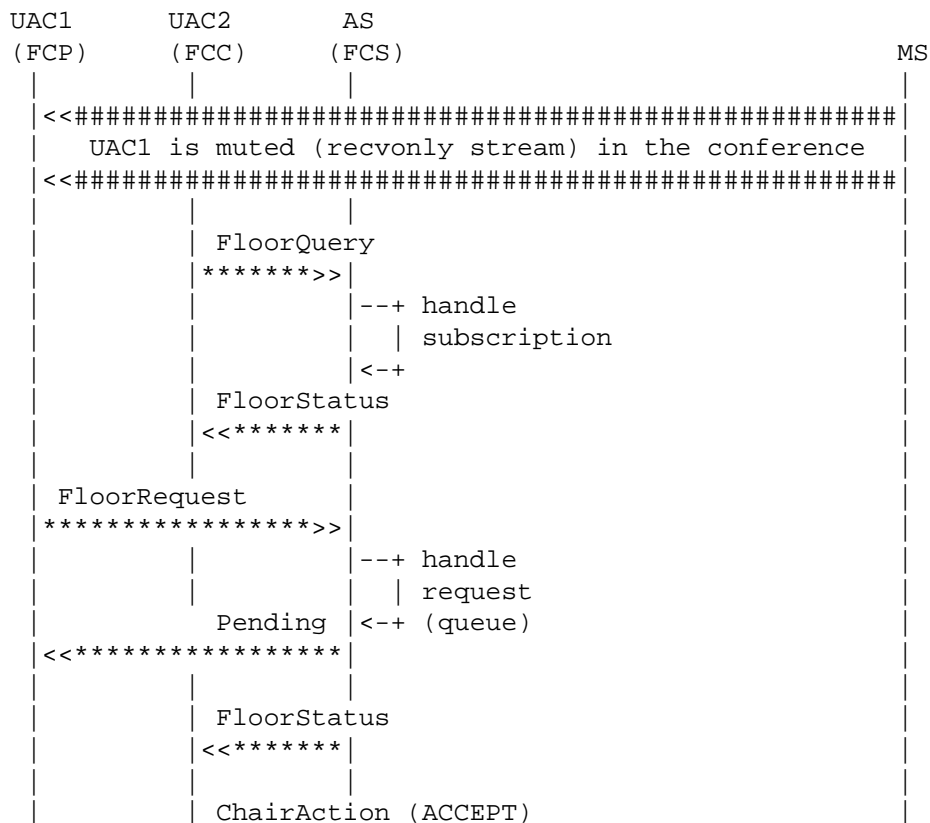 UAC1        UAC2       AS
(FCP)       (FCC)     (FCS)                               MS
 |           |         |                                  |
 |<<####################################################|
 |   UAC1 is muted (recvonly stream) in the conference    |
 |<<####################################################|
 |           |         |                                  |
 |           | FloorQuery                                 |
 |           |*******>>|                                  |
 |           |         |--+ handle                        |
 |           |         |  | subscription                  |
 |           |         |<-+                               |
 |           | FloorStatus                                |
 |           |<<*******|                                  |
 |           |         |                                  |
 | FloorRequest        |                                  |
 |*****************>>|                                  |
 |           |         |--+ handle                        |
 |           |         |  | request                       |
 |             Pending |<-+ (queue)                       |
 |<<*****************|                                  |
 |           |         |                                  |
 |           | FloorStatus                                |
 |           |<<*******|                                  |
 |           |         |                                  |
 |           | ChairAction (ACCEPT)                       |